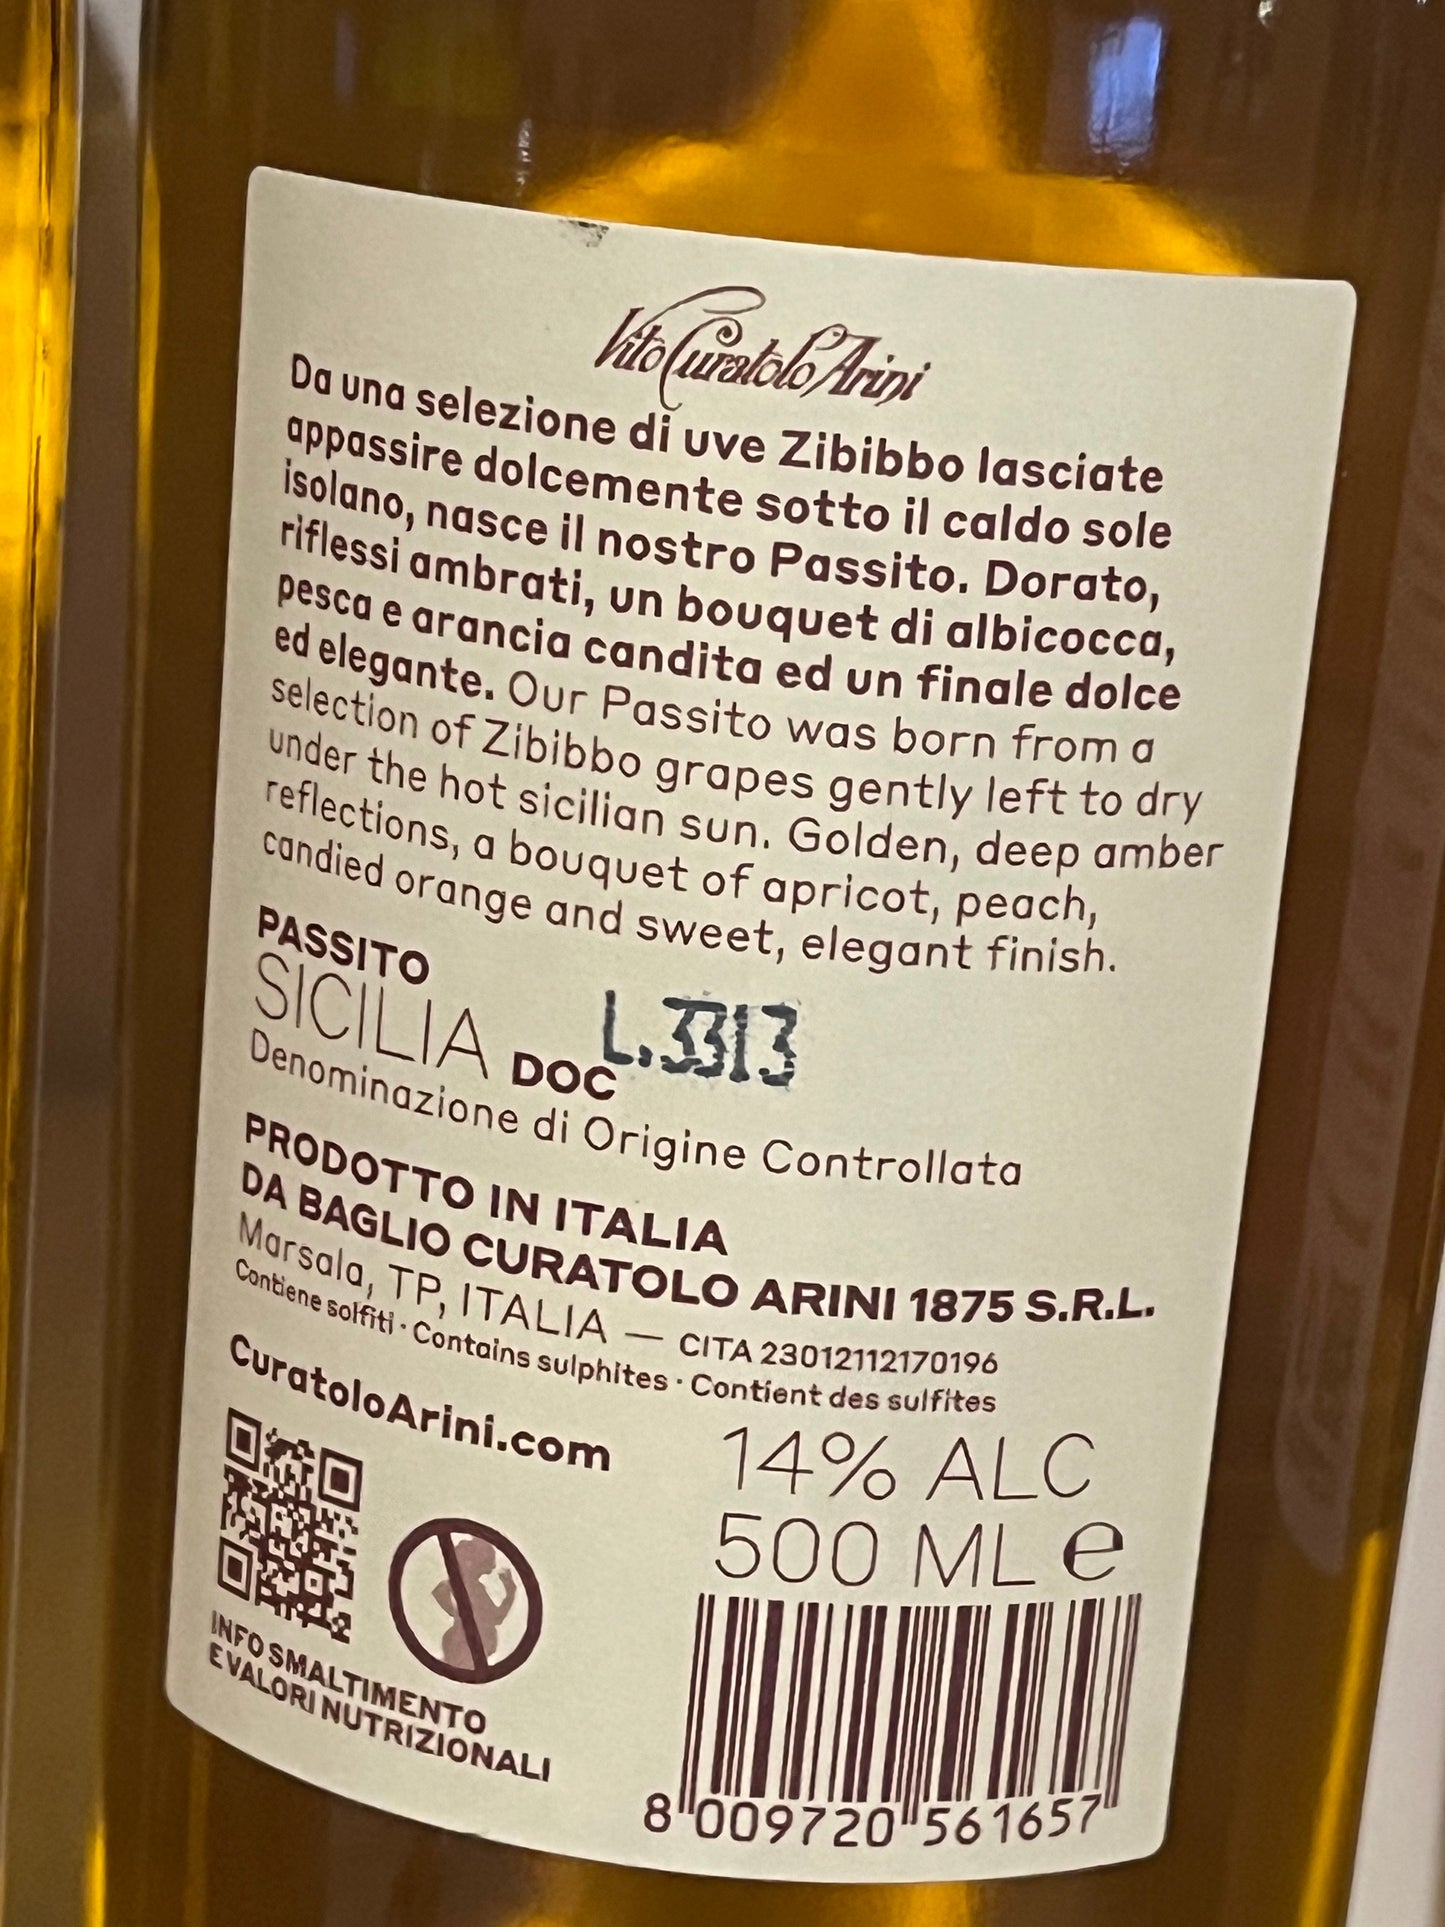 Vito Curatolo Arini
Da una selezione di uve Zibibbo lasciate
appassire dolcemente sotto il caldo sole
isolano, nasce il nostro Passito. Dorato,
riflessi ambrati, un bouquet di albicocca,
pesca e arancia candita ed un finale dolce
ed elegante. Our Passito was born from a
selection of Zibibbo grapes gently left to dry
under the hot sicilian sun. Golden, deep amber
reflections, a bouquet of apricot, peach,
candied orange and sweet, elegant finish.
PASSITO
SICILIA DOC L.3313
Denominazione di Origine Controllata
PRODOTTO IN ITALIA
DA BAGLIO CURATOLO ARINI 1875 S.R.L.
Marsala, TP, ITALIA — CITA 23012112170196
Contiene solfiti · Contains sulphites · Contient des sulfites
CuratoloArini.com
14% ALC
500 ML e
INFO SMALTIMENTO
E VALORI NUTRIZIONALI
8 009720 561657